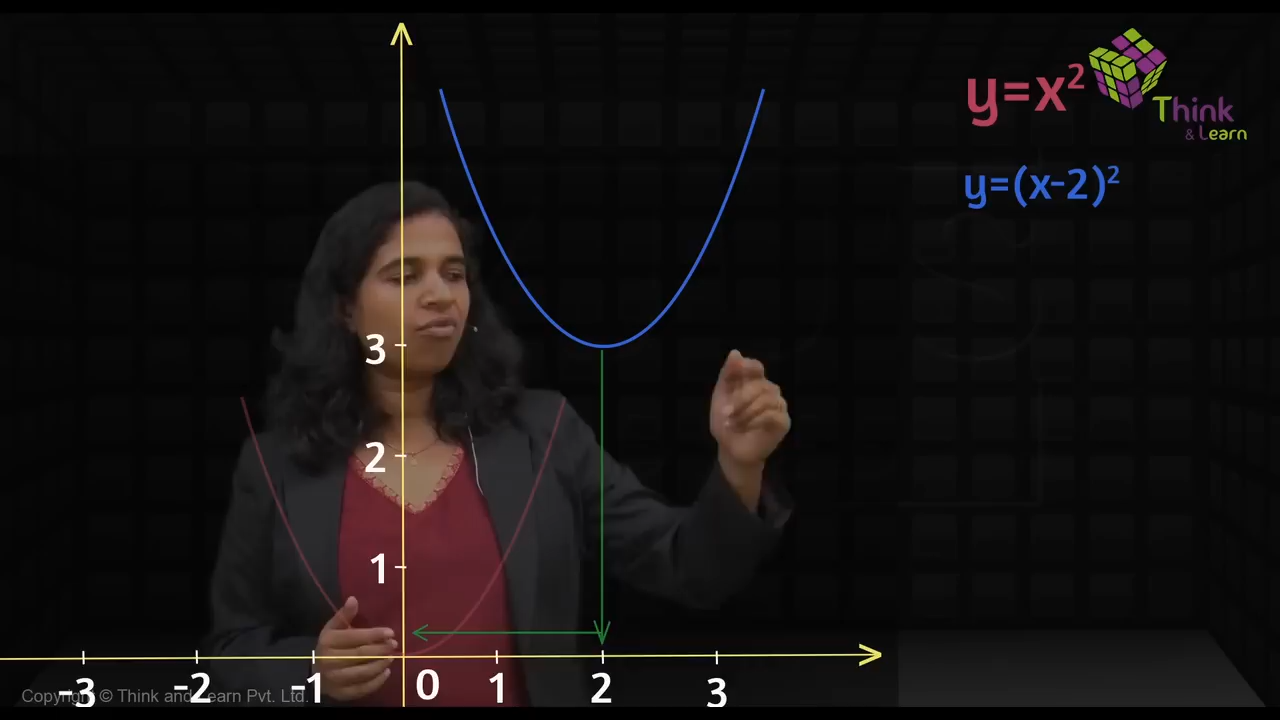 y=x²
Think
& Learn
y=(x-2)²
3
2
1
-3 -2 -1 0 1 2 3
Copyright © Think and Learn Pvt. Ltd.